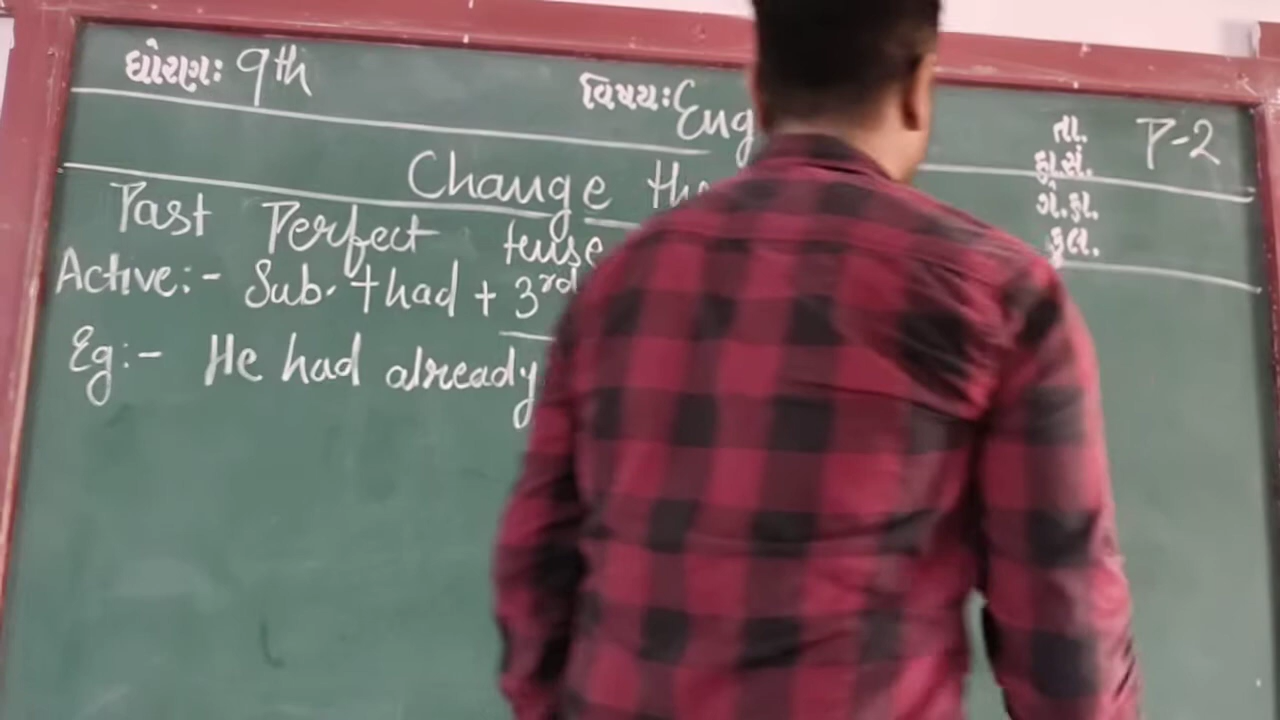 ધોરણઃ 9th
વિષયઃ Eng
તા. P-2
હા.સં.
ગે.હા.
કુલ.
Change the
Past Perfect tense
Active:- Sub. + had + 3rd
Eg:- He had already